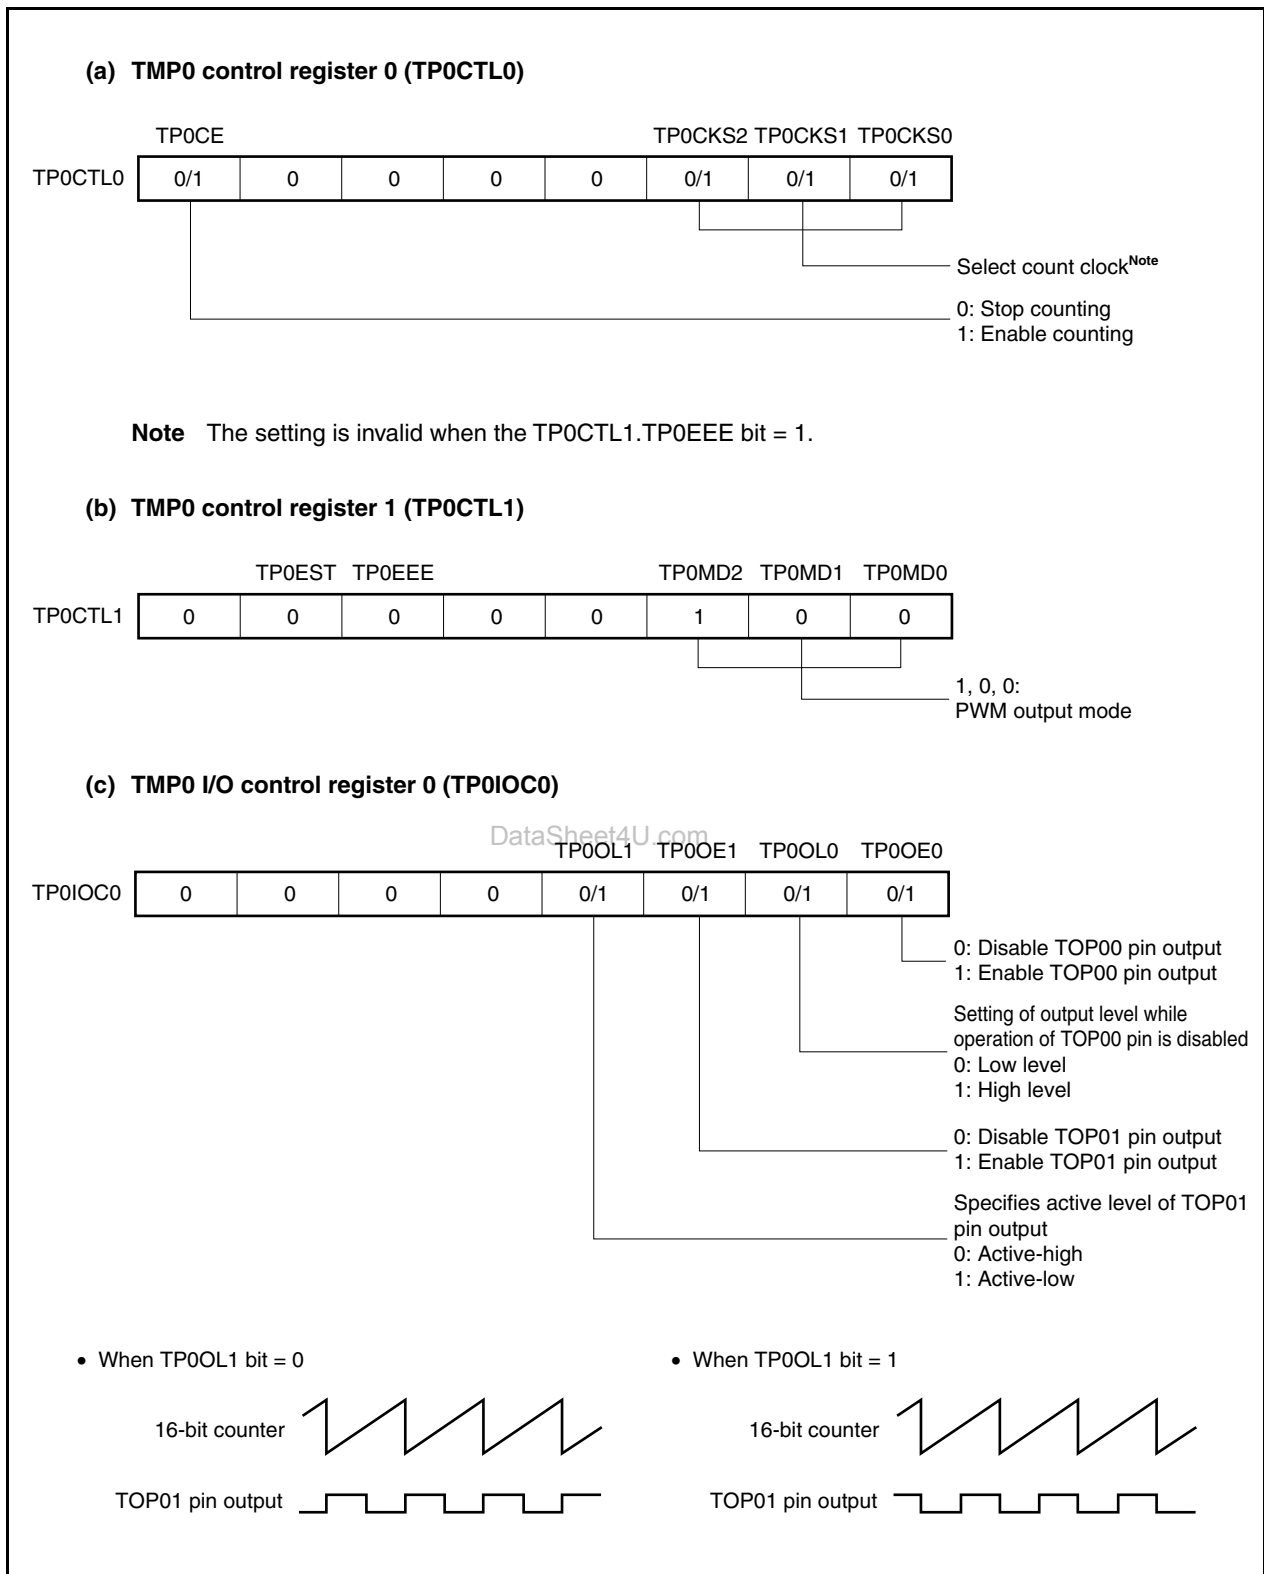 (a) TMP0 control register 0 (TP0CTL0)
TP0CE TP0CKS2 TP0CKS1 TP0CKS0
TP0CTL0 0/1 0 0 0 0 0/1 0/1 0/1
Select count clockNote
0: Stop counting
1: Enable counting
Note The setting is invalid when the TP0CTL1.TP0EEE bit = 1.
(b) TMP0 control register 1 (TP0CTL1)
TP0EST TP0EEE TP0MD2 TP0MD1 TP0MD0
TP0CTL1 0 0 0 0 0 1 0 0
1, 0, 0:
PWM output mode
(c) TMP0 I/O control register 0 (TP0IOC0)
DataSheet4U.com
TP0OL1 TP0OE1 TP0OL0 TP0OE0
TP0IOC0 0 0 0 0 0/1 0/1 0/1 0/1
0: Disable TOP00 pin output
1: Enable TOP00 pin output
Setting of output level while
operation of TOP00 pin is disabled
0: Low level
1: High level
0: Disable TOP01 pin output
1: Enable TOP01 pin output
Specifies active level of TOP01
pin output
0: Active-high
1: Active-low
• When TP0OL1 bit = 0
16-bit counter
TOP01 pin output
• When TP0OL1 bit = 1
16-bit counter
TOP01 pin output